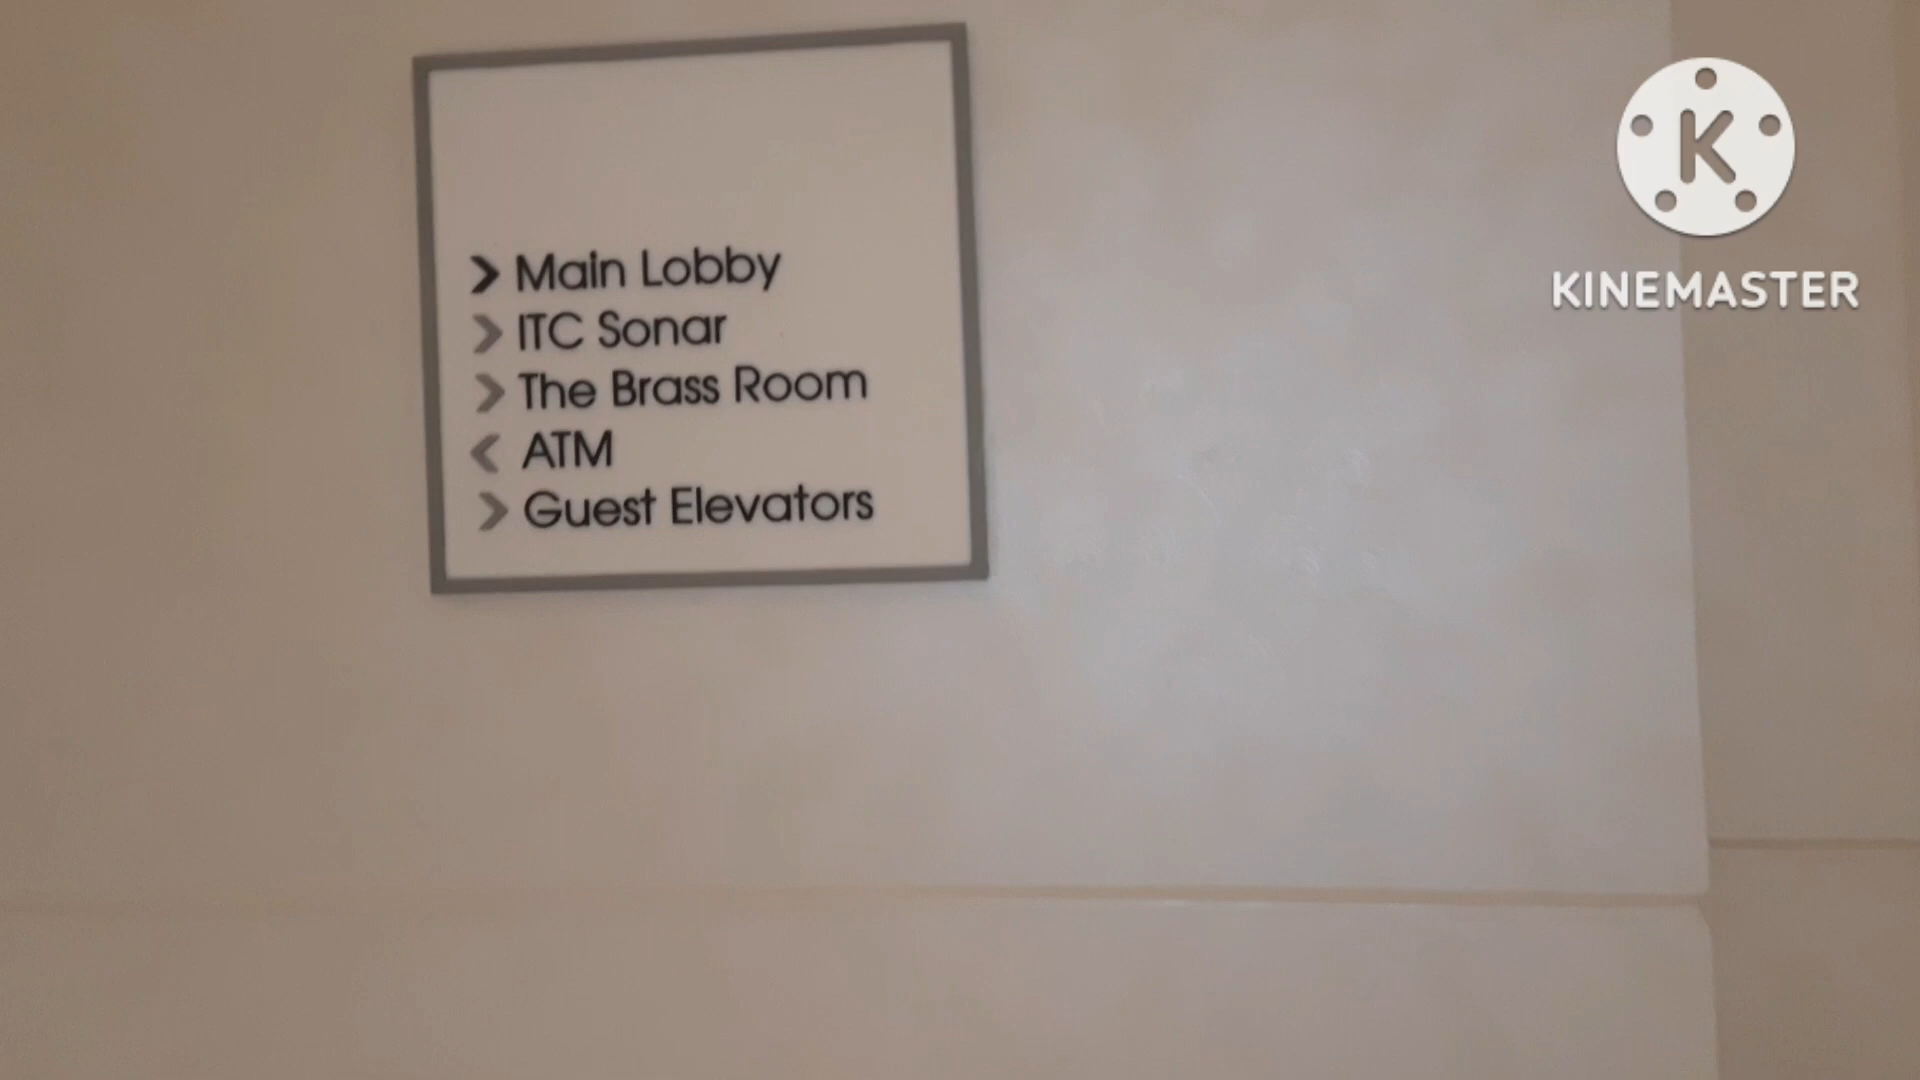 Main Lobby
ITC Sonar
The Brass Room
ATM
Guest Elevators
K
KINEMASTER